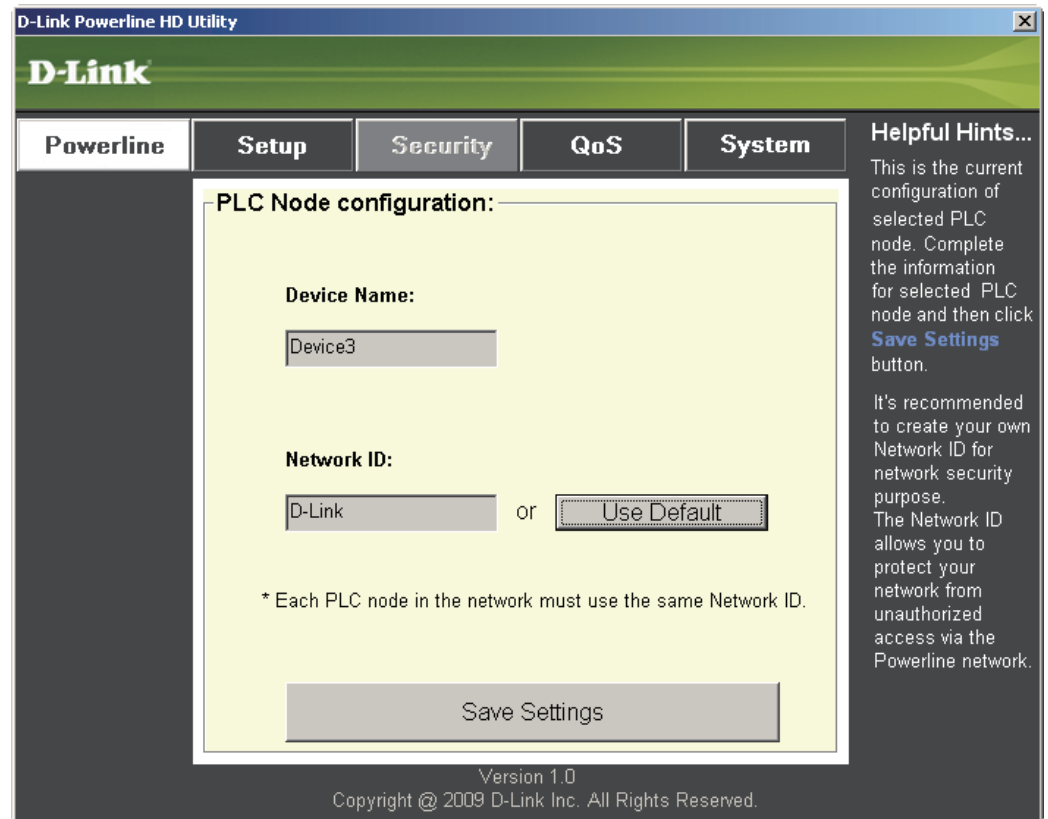 D-Link Powerline HD Utility
D-Link
Powerline
Setup
Security
QoS
System
PLC Node configuration:
Device Name:
Device3
Network ID:
D-Link
or
Use Default
* Each PLC node in the network must use the same Network ID.
Save Settings
Helpful Hints...
This is the current
configuration of
selected PLC
node. Complete
the information
for selected PLC
node and then click
Save Settings
button.
It's recommended
to create your own
Network ID for
network security
purpose.
The Network ID
allows you to
protect your
network from
unauthorized
access via the
Powerline network.
Version 1.0
Copyright @ 2009 D-Link Inc. All Rights Reserved.